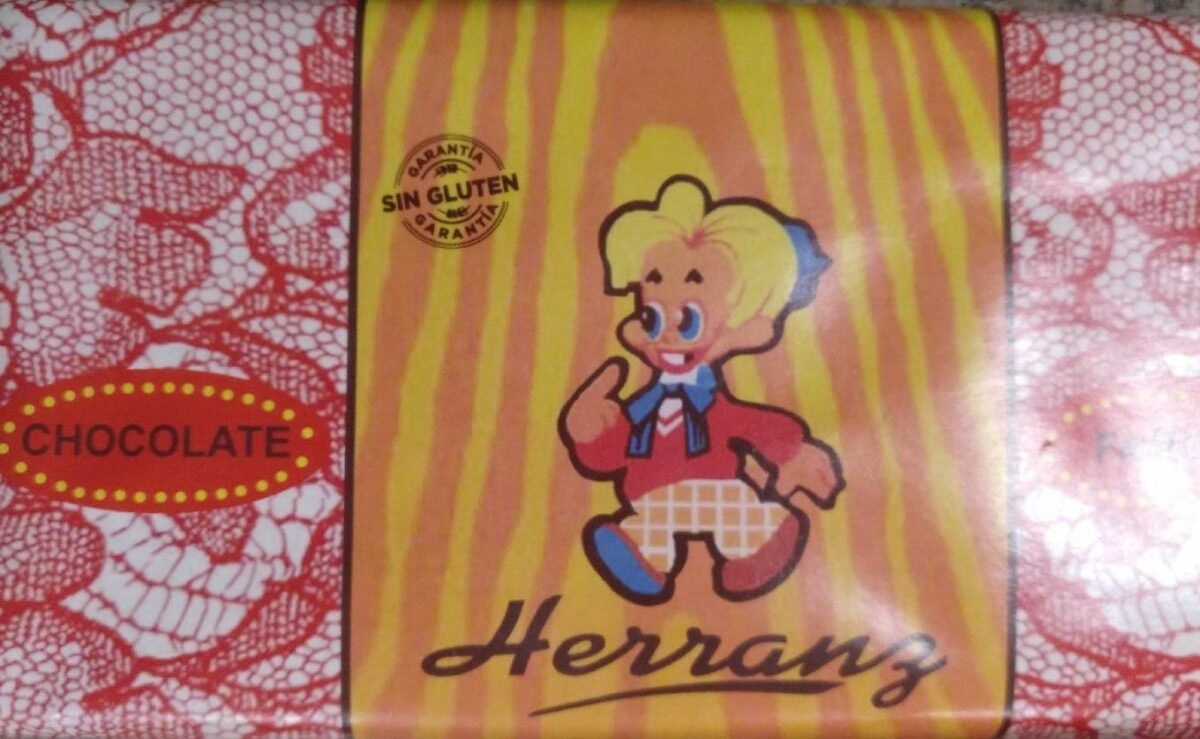 GARANTÍA
SIN GLUTEN
GARANTÍA
CHOCOLATE
Herranz